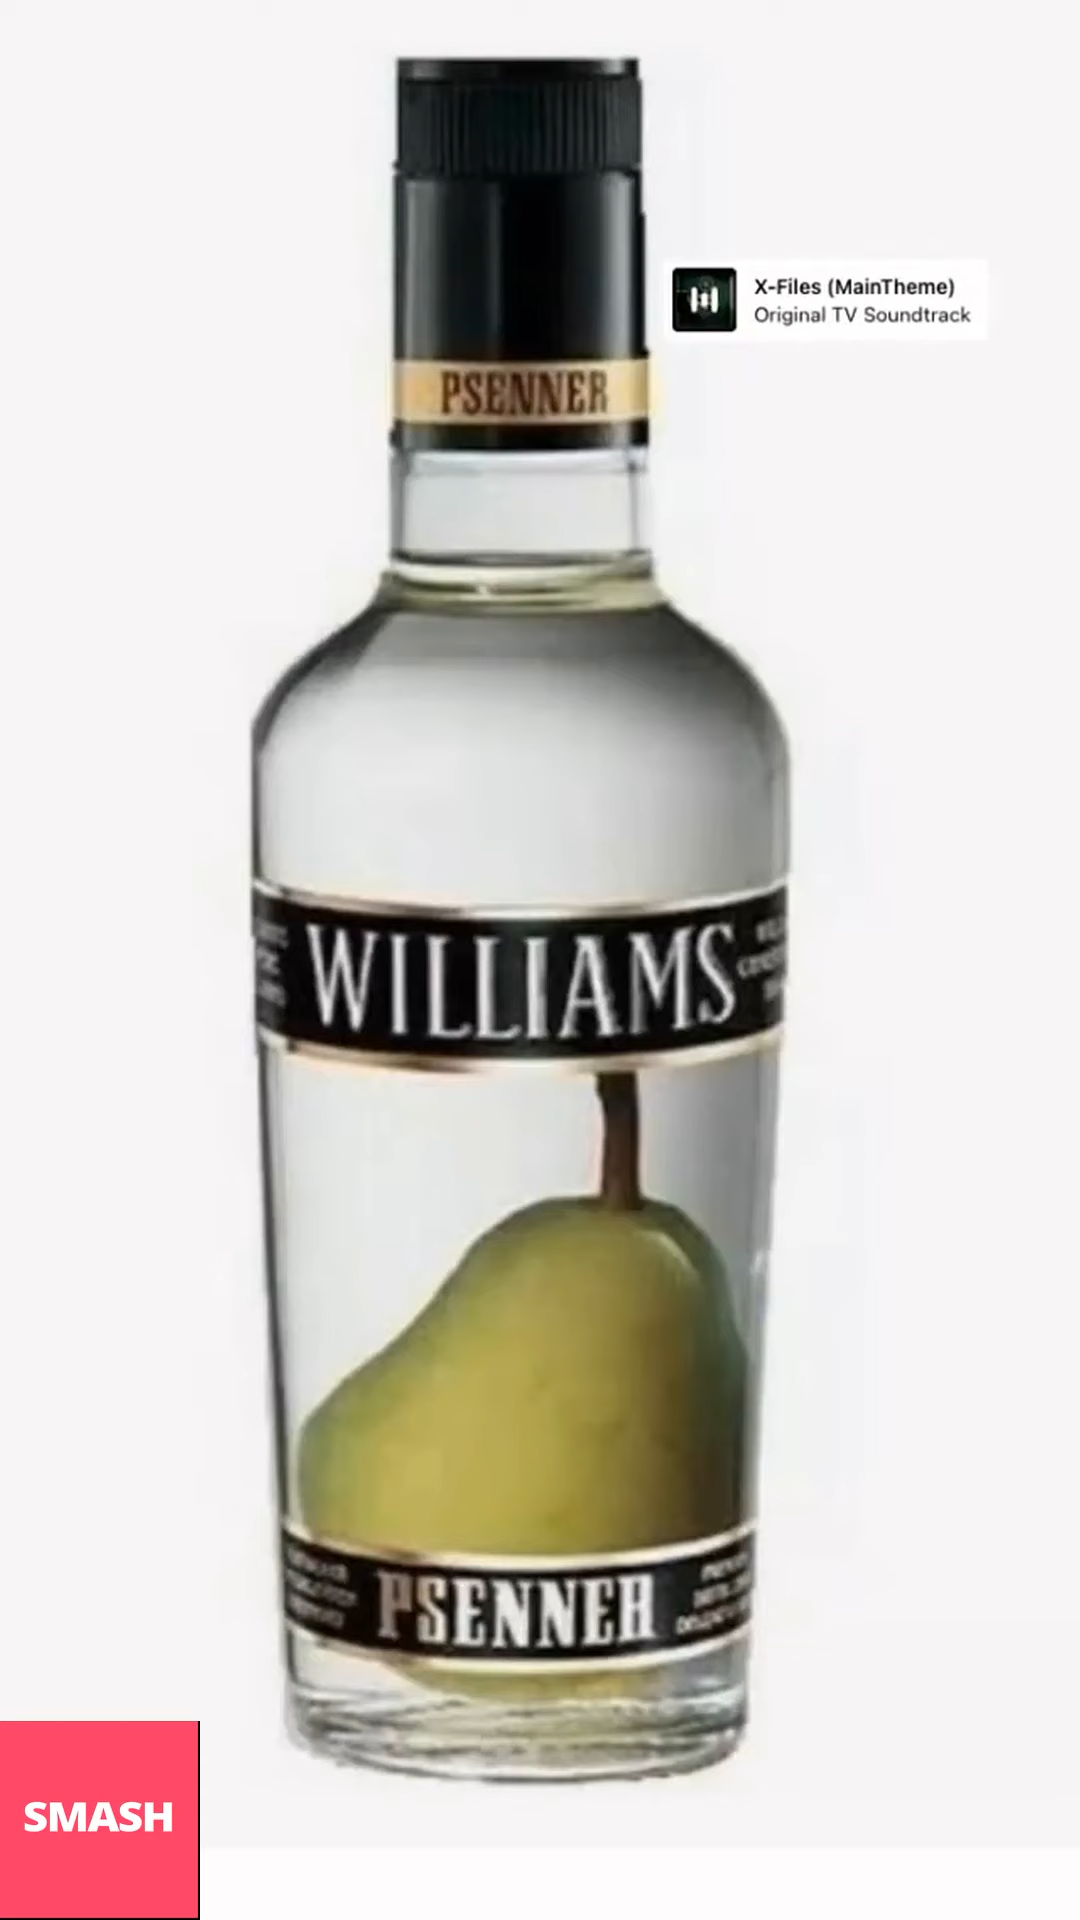 X-Files (MainTheme)
Original TV Soundtrack
PSENNER
WILLIAMS
PSENNER
SMASH